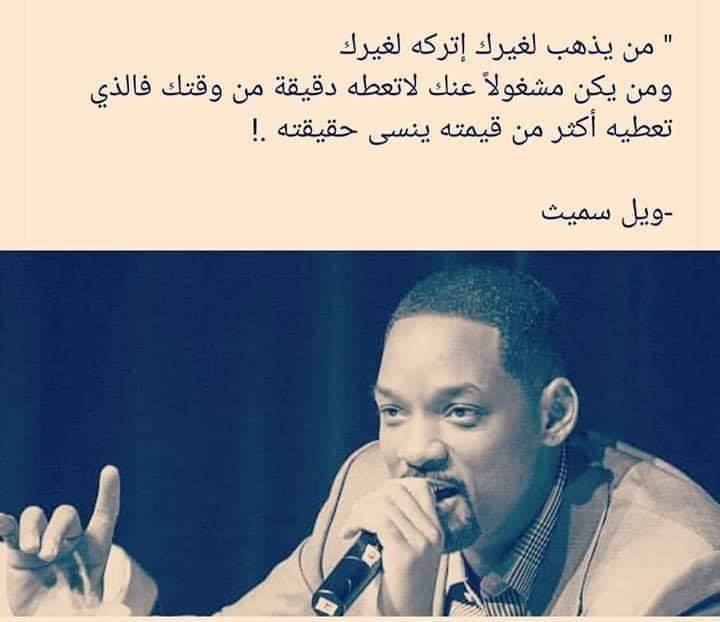 " من يذهب لغيرك إتركه لغيرك
ومن يكن مشغولاً عنك لاتعطه دقيقة من وقتك فالذي
تعطيه أكثر من قيمته ينسى حقيقته .!
-ويل سميث